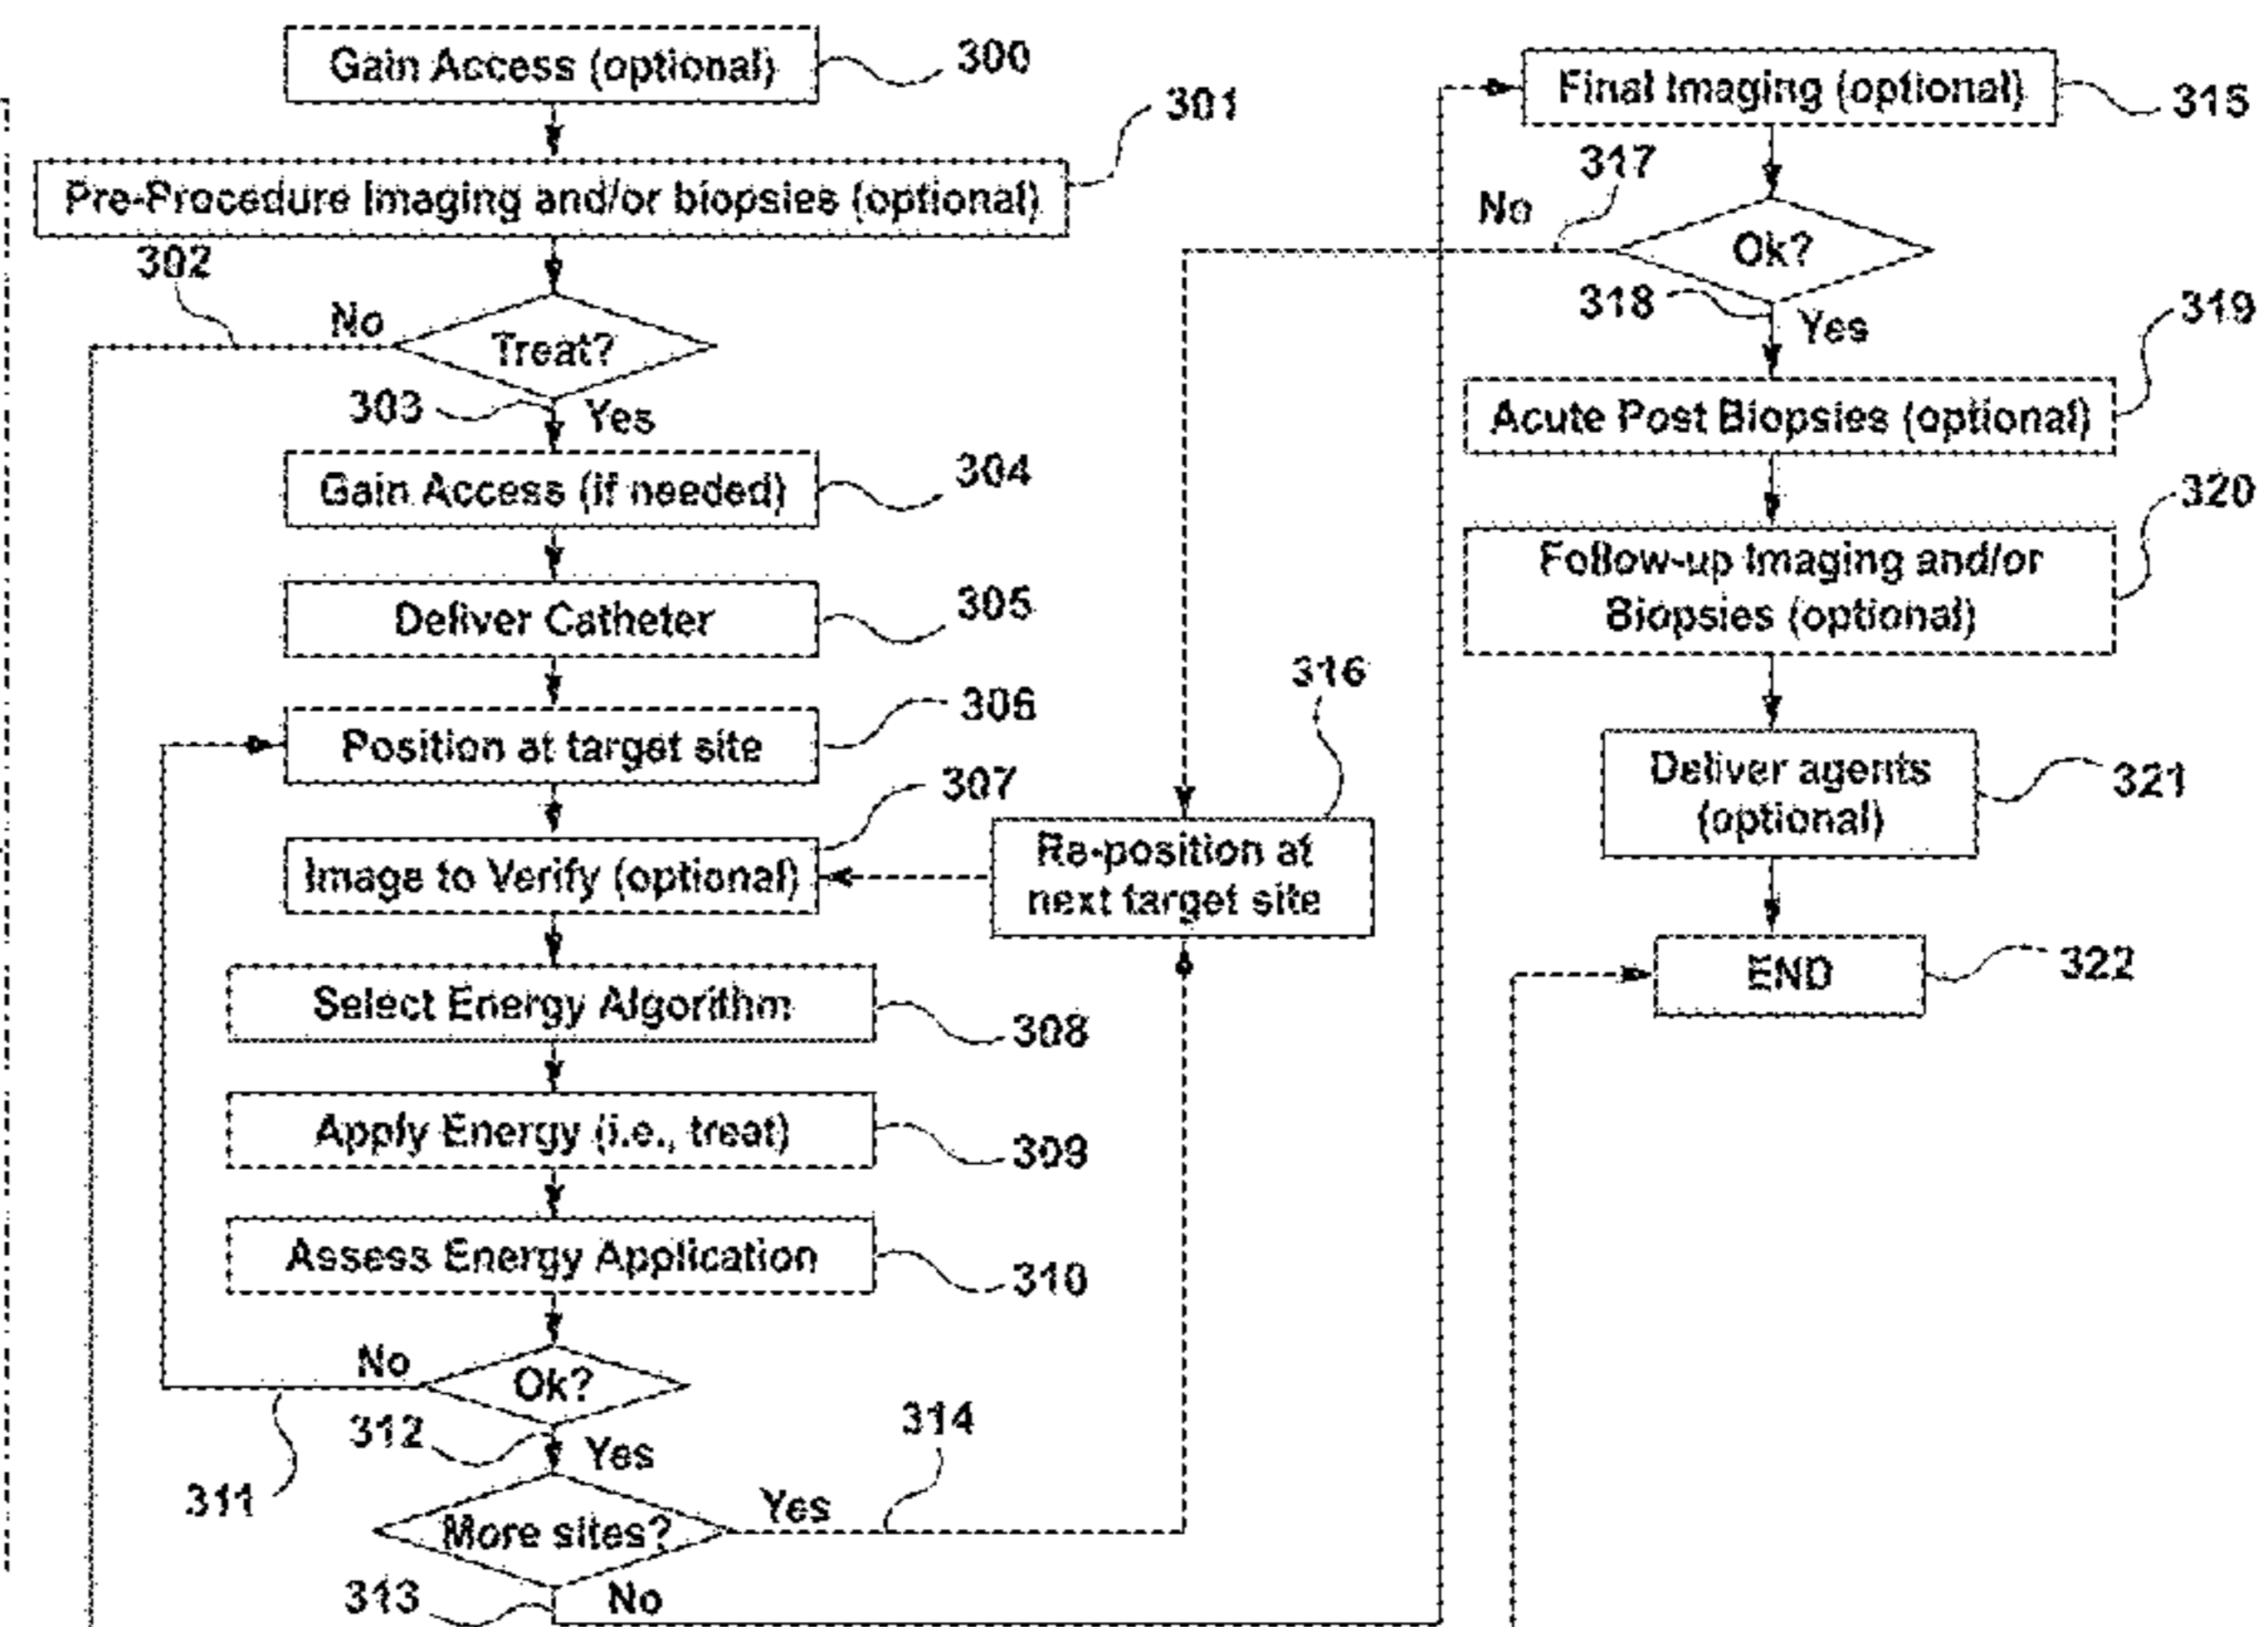 Gain Access (optional)
300
301
Pre-Procedure Imaging and/or biopsies (optional)
302
No
Treat?
303
Yes
Gain Access (if needed)
304
Deliver Catheter
305
Position at target site
306
307
Image to Verify (optional)
316
Re-position at
next target site
Select Energy Algorithm
308
Apply Energy (i.e., treat)
309
Assess Energy Application
310
No
Ok?
311
312
Yes
314
More sites?
Yes
313
No
Final Imaging (optional)
315
317
No
Ok?
318
Yes
319
Acute Post Biopsies (optional)
320
Follow-up Imaging and/or
Biopsies (optional)
Deliver agents
(optional)
321
END
322